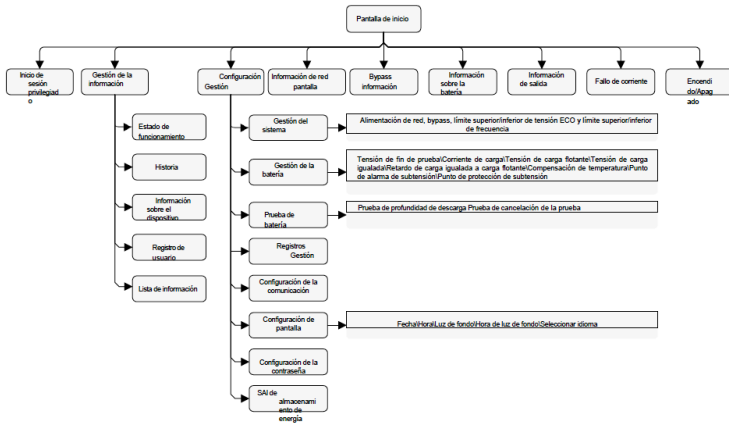 Pantalla de inicio
Inicio de
sesión
privilegiad
o
Gestión de la
información
Configuración
Gestión
Información de red
pantalla
Bypass
información
Información
sobre la
batería
Información
de salida
Fallo de corriente
Encendi
do/Apag
ado
Estado de
funcionamiento
Historia
Información
sobre el
dispositivo
Registro de
usuario
Lista de información
Gestión del
sistema
Alimentación de red, bypass, límite superior/inferior de tensión ECO y límite superior/inferior
de frecuencia
Gestión de la
batería
Tensión de fin de prueba\Corriente de carga\Tensión de carga flotante\Tensión de carga
igualada\Retardo de carga igualada a carga flotante\Compensación de temperatura\Punto
de alarma de subtensión\Punto de protección de subtensión
Prueba de
batería
Prueba de profundidad de descarga Prueba de cancelación de la prueba
Registros
Gestión
Configuración de la
comunicación
Configuración de
pantalla
Fecha\Hora\Luz de fondo\Hora de luz de fondo\Seleccionar idioma
Configuración de la
contraseña
SAI de
almacenami
ento de
energía